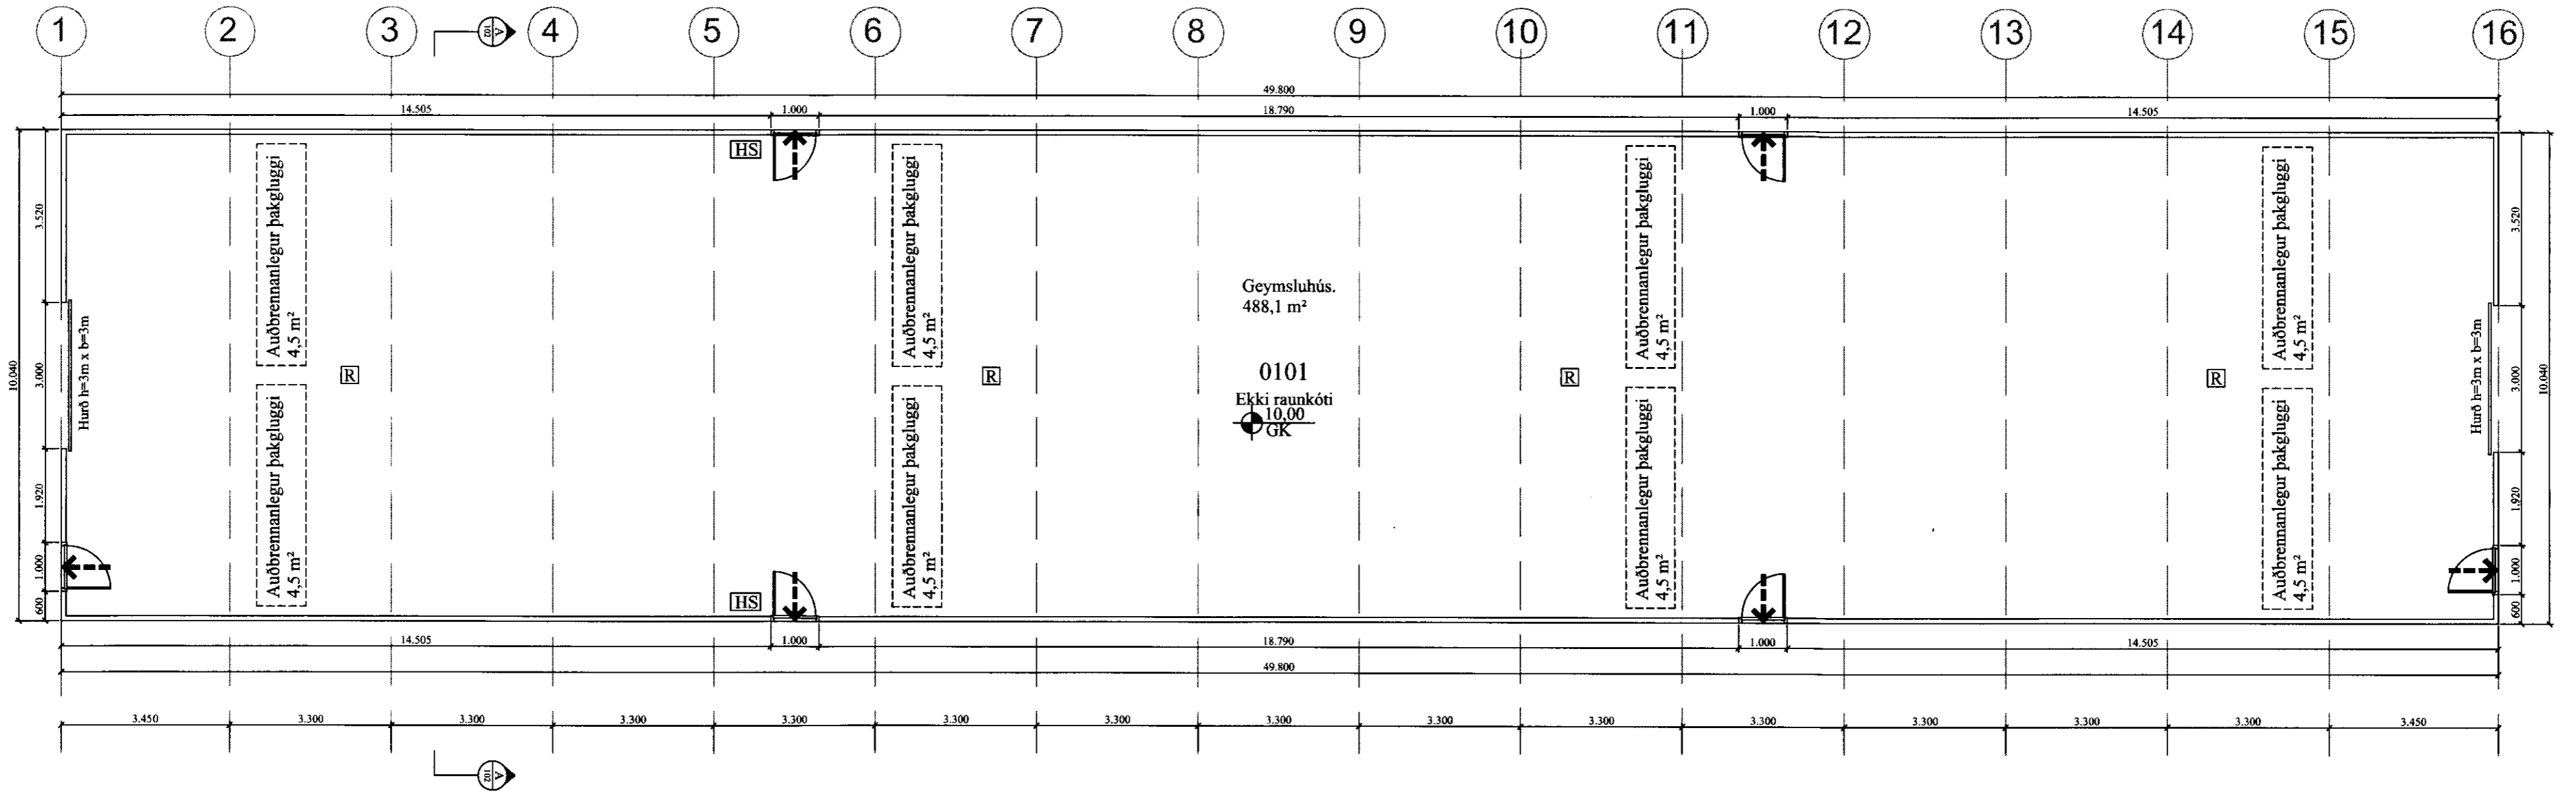 1 2 3 4 5 6 7 8 9 10 11 12 13 14 15 16
A
102
49.800
14.505 1.000 18.790 1.000 14.505
HS
3.520
3.000
1.920
1.000
600
10.040
Hurð h=3m x b=3m
Auðbrennanlegur þakgluggi
4,5 m²
Auðbrennanlegur þakgluggi
4,5 m²
Auðbrennanlegur þakgluggi
4,5 m²
Auðbrennanlegur þakgluggi
4,5 m²
R R R R
Geymsluhús.
488,1 m²
0101
Ekki raunkóti
10,00
GK
Auðbrennanlegur þakgluggi
4,5 m²
Auðbrennanlegur þakgluggi
4,5 m²
Auðbrennanlegur þakgluggi
4,5 m²
Auðbrennanlegur þakgluggi
4,5 m²
Hurð h=3m x b=3m
3.520
3.000
1.920
1.000
600
10.040
HS
14.505 1.000 18.790 1.000 14.505
49.800
3.450 3.300 3.300 3.300 3.300 3.300 3.300 3.300 3.300 3.300 3.300 3.300 3.300 3.300 3.450
A
102